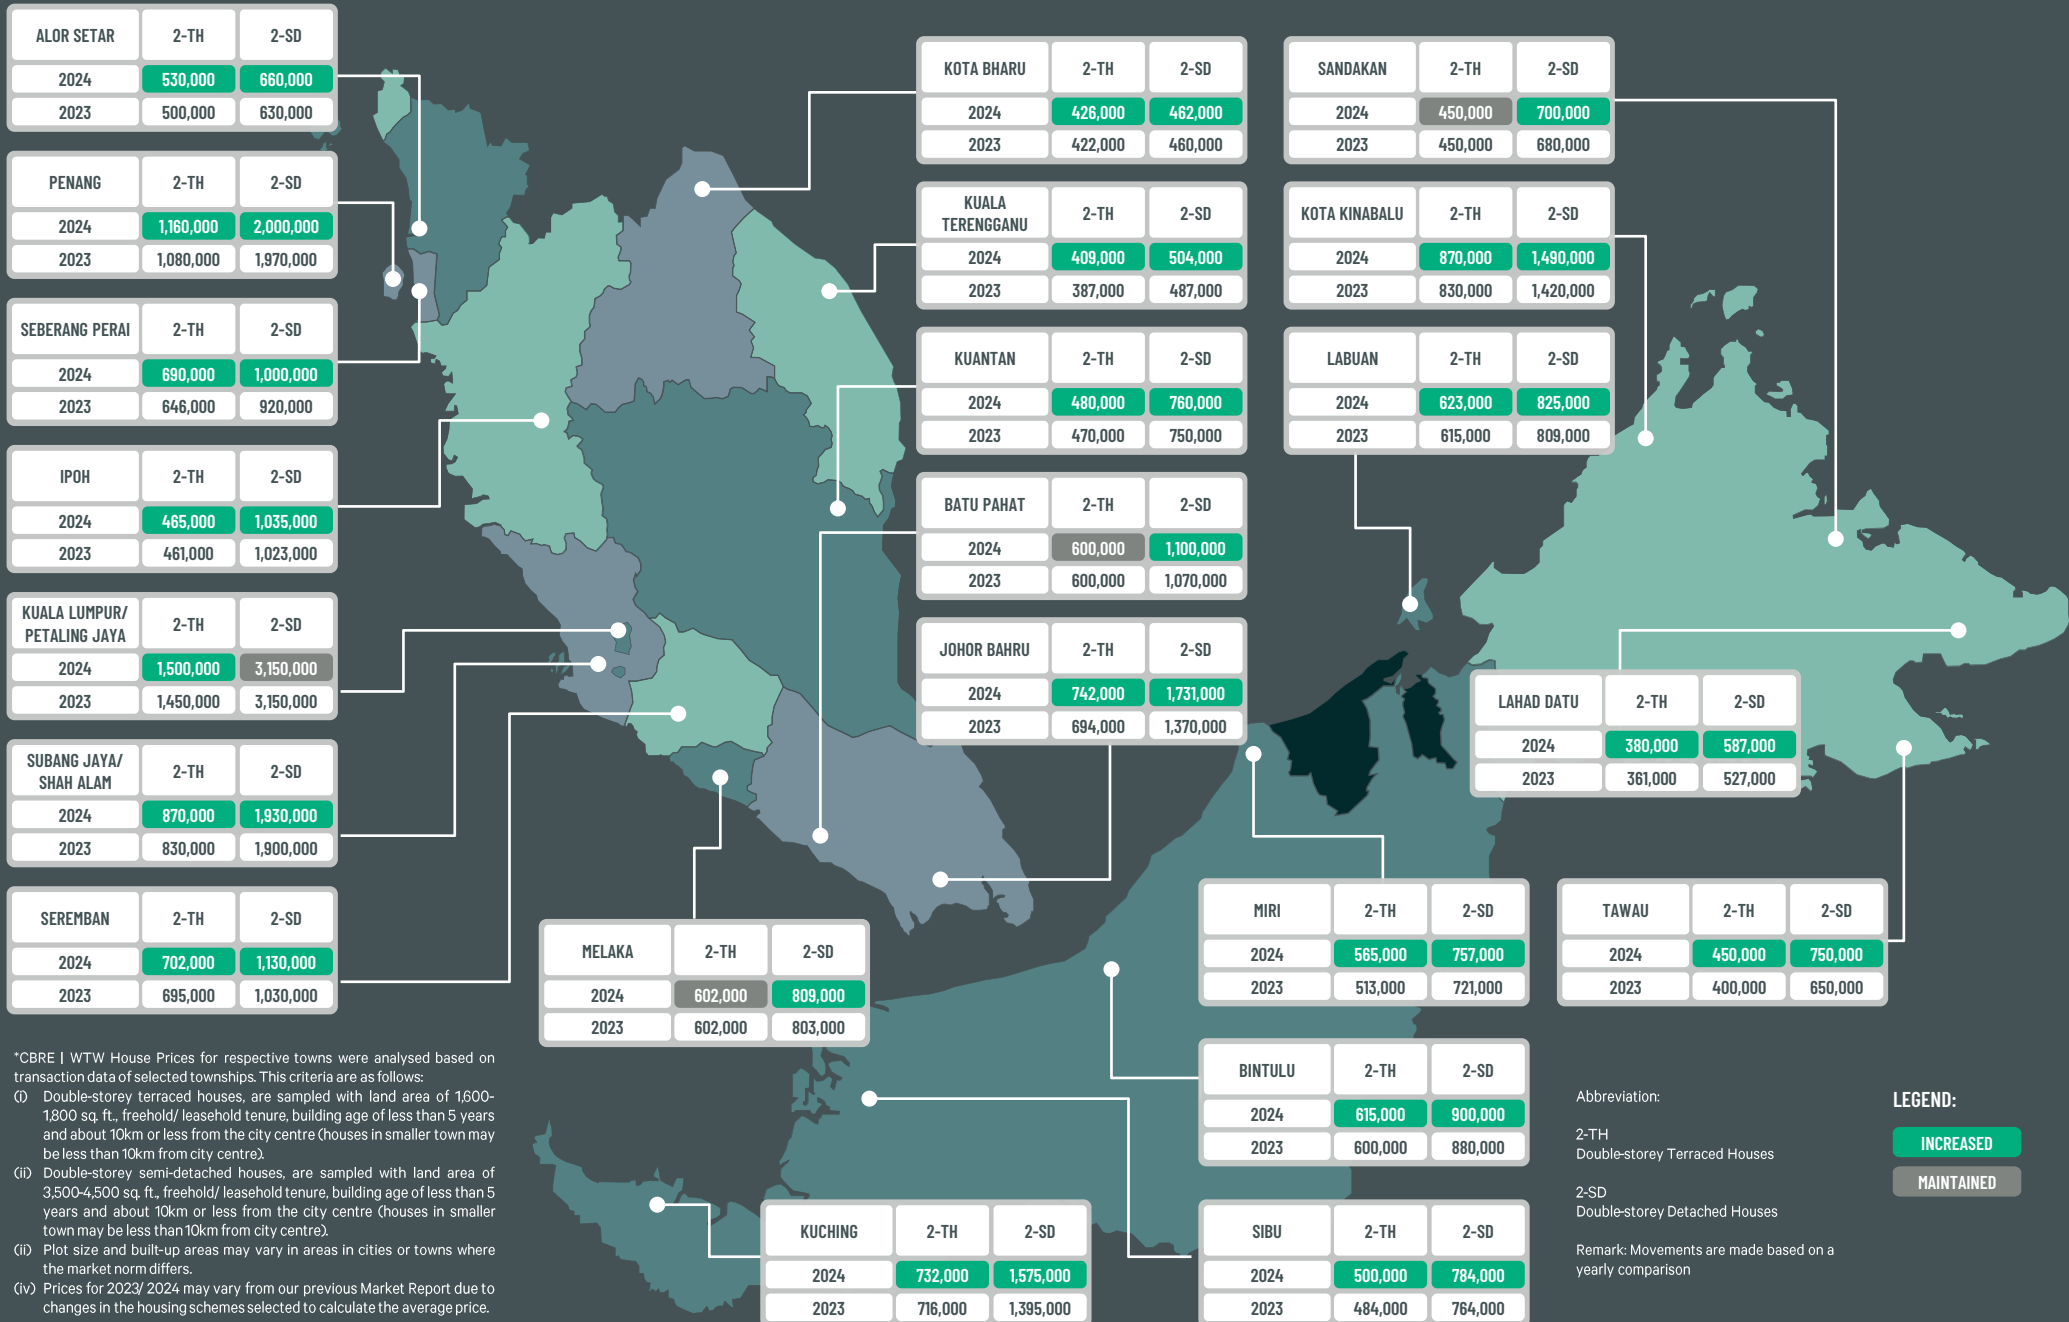 ALOR SETAR 2-TH 2-SD
2024 530,000 660,000
2023 500,000 630,000
PENANG 2-TH 2-SD
2024 1,160,000 2,000,000
2023 1,080,000 1,970,000
SEBERANG PERAI 2-TH 2-SD
2024 690,000 1,000,000
2023 646,000 920,000
IPOH 2-TH 2-SD
2024 465,000 1,035,000
2023 461,000 1,023,000
KUALA LUMPUR/
PETALING JAYA 2-TH 2-SD
2024 1,500,000 3,150,000
2023 1,450,000 3,150,000
SUBANG JAYA/
SHAH ALAM 2-TH 2-SD
2024 870,000 1,930,000
2023 830,000 1,900,000
SEREMBAN 2-TH 2-SD
2024 702,000 1,130,000
2023 695,000 1,030,000
KOTA BHARU 2-TH 2-SD
2024 426,000 462,000
2023 422,000 460,000
KUALA
TERENGGANU 2-TH 2-SD
2024 409,000 504,000
2023 387,000 487,000
KUANTAN 2-TH 2-SD
2024 480,000 760,000
2023 470,000 750,000
BATU PAHAT 2-TH 2-SD
2024 600,000 1,100,000
2023 600,000 1,070,000
JOHOR BAHRU 2-TH 2-SD
2024 742,000 1,731,000
2023 694,000 1,370,000
MELAKA 2-TH 2-SD
2024 602,000 809,000
2023 602,000 803,000
SANDAKAN 2-TH 2-SD
2024 450,000 700,000
2023 450,000 680,000
KOTA KINABALU 2-TH 2-SD
2024 870,000 1,490,000
2023 830,000 1,420,000
LABUAN 2-TH 2-SD
2024 623,000 825,000
2023 615,000 809,000
LAHAD DATU 2-TH 2-SD
2024 380,000 587,000
2023 361,000 527,000
TAWAU 2-TH 2-SD
2024 450,000 750,000
2023 400,000 650,000
MIRI 2-TH 2-SD
2024 565,000 757,000
2023 513,000 721,000
BINTULU 2-TH 2-SD
2024 615,000 900,000
2023 600,000 880,000
SIBU 2-TH 2-SD
2024 500,000 784,000
2023 484,000 764,000
KUCHING 2-TH 2-SD
2024 732,000 1,575,000
2023 716,000 1,395,000
*CBRE | WTW House Prices for respective towns were analysed based on
transaction data of selected townships. This criteria are as follows:
(i) Double-storey terraced houses, are sampled with land area of 1,600-
1,800 sq. ft., freehold/ leasehold tenure, building age of less than 5 years
and about 10km or less from the city centre (houses in smaller town may
be less than 10km from city centre).
(ii) Double-storey semi-detached houses, are sampled with land area of
3,500-4,500 sq. ft., freehold/ leasehold tenure, building age of less than 5
years and about 10km or less from the city centre (houses in smaller
town may be less than 10km from city centre).
(ii) Plot size and built-up areas may vary in areas in cities or towns where
the market norm differs.
(iv) Prices for 2023/ 2024 may vary from our previous Market Report due to
changes in the housing schemes selected to calculate the average price.
Abbreviation:
2-TH
Double-storey Terraced Houses
2-SD
Double-storey Detached Houses
Remark: Movements are made based on a
yearly comparison
LEGEND:
INCREASED
MAINTAINED